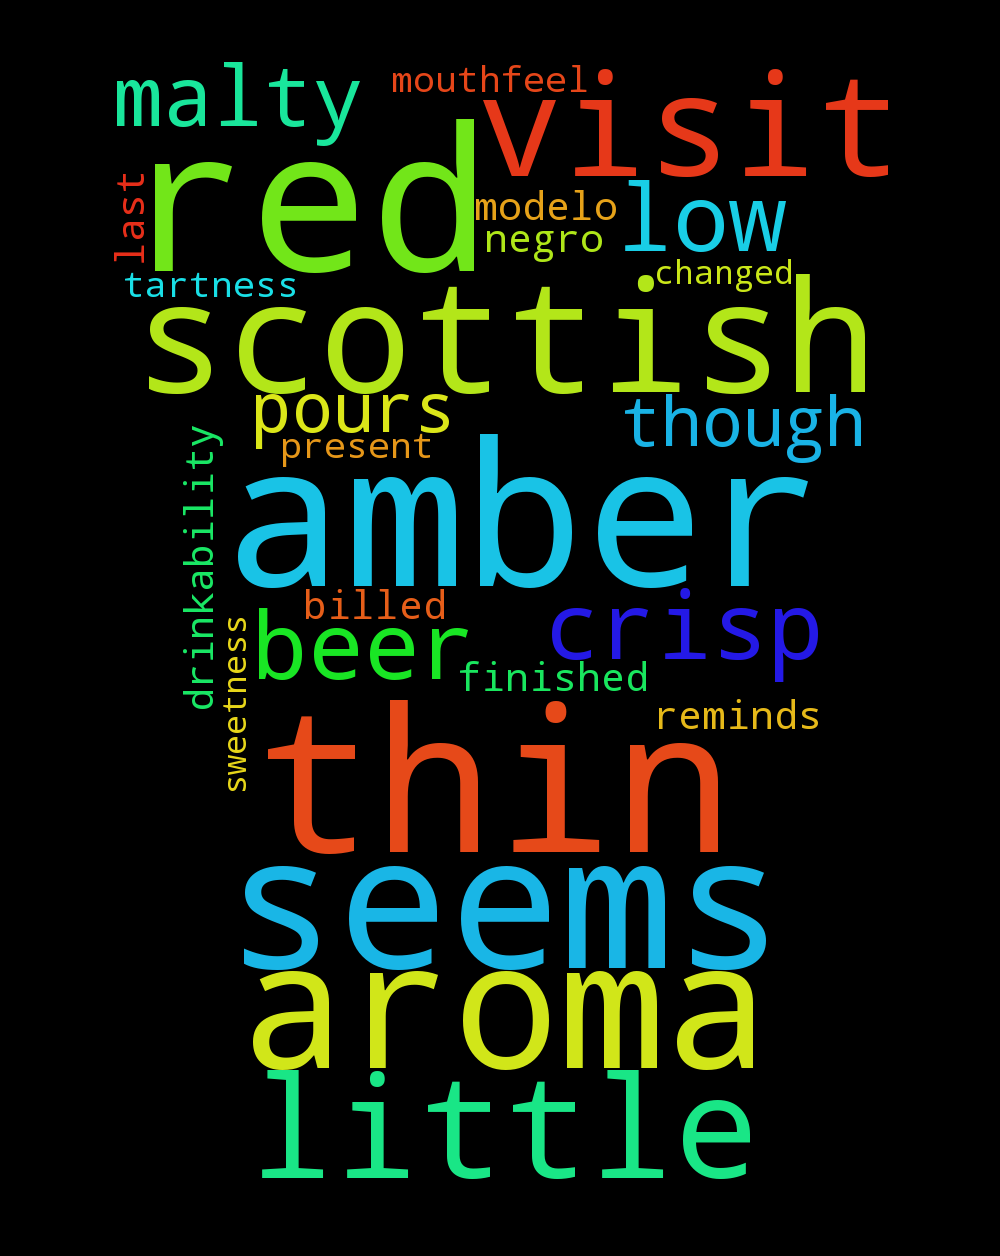 malty
mouthfeel
visit
red
last
modelo
low
negro
changed
tartness
scottish
pours
though
present
amber
drinkability
billed
crisp
beer
sweetness
finished
reminds
thin
seems
aroma
little